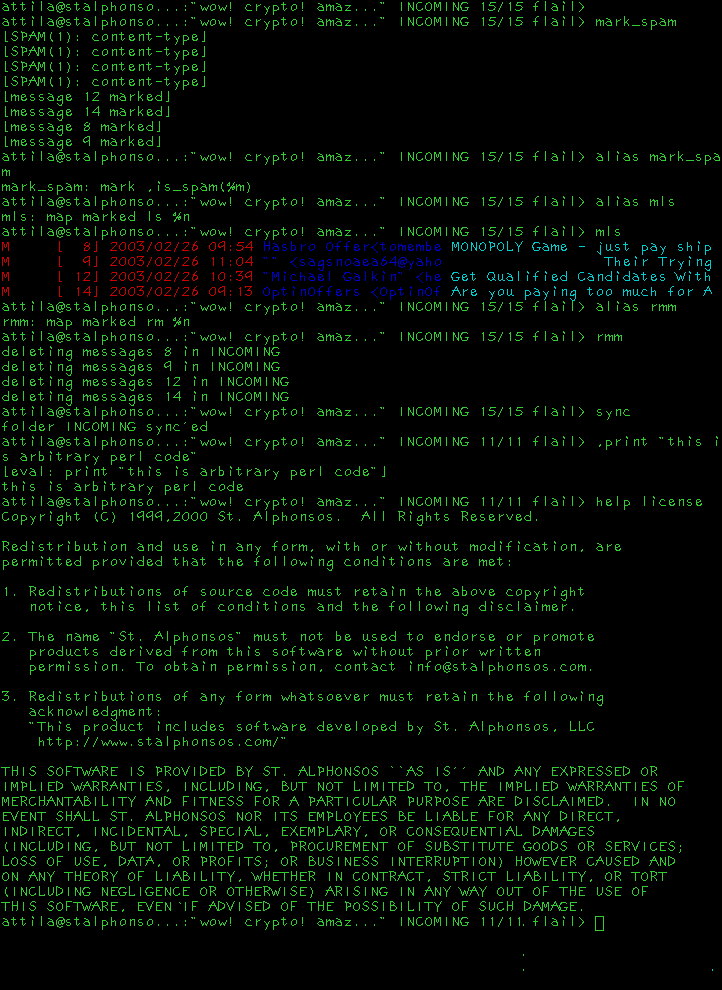 attila@stalphonso...:"wow! crypto! amaz..." INCOMING 15/15 flail>
attila@stalphonso...:"wow! crypto! amaz..." INCOMING 15/15 flail> mark_spam
[SPAM(1): content-type]
[SPAM(1): content-type]
[SPAM(1): content-type]
[SPAM(1): content-type]
[message 12 marked]
[message 14 marked]
[message 8 marked]
[message 9 marked]
attila@stalphonso...:"wow! crypto! amaz..." INCOMING 15/15 flail> alias mark_spa
m
mark_spam: mark ,is_spam(%m)
attila@stalphonso...:"wow! crypto! amaz..." INCOMING 15/15 flail> alias mls
mls: map marked ls %n
attila@stalphonso...:"wow! crypto! amaz..." INCOMING 15/15 flail> mls
M [ 8] 2003/02/26 09:54 Hasbro Offer<tomembe MONOPOLY Game - just pay ship
M [ 9] 2003/02/26 11:04 Their Trying
M [ 12] 2003/02/26 10:39 "Michael Galkin" <ho Get Qualified Candidates With
M [ 14] 2003/02/26 09:13 OptinOffers <OptinOf Are you paying too much for A
attila@stalphonso...:"wow! crypto! amaz..." INCOMING 15/15 flail> alias rmm
rmm: map marked rm %n
attila@stalphonso...:"wow! crypto! amaz..." INCOMING 15/15 flail> rmm
deleting messages 8 in INCOMING
deleting messages 9 in INCOMING
deleting messages 12 in INCOMING
deleting messages 14 in INCOMING
attila@stalphonso...:"wow! crypto! amaz..." INCOMING 15/15 flail> sync
folder INCOMING sync'ed
attila@stalphonso...:"wow! crypto! amaz..." INCOMING 11/11 flail> ,print "this i
s arbitrary perl code"
[eval: print "this is arbitrary perl code"]
this is arbitrary perl code
attila@stalphonso...:"wow! crypto! amaz..." INCOMING 11/11 flail> help license
Copyright (C) 1999,2000 St. Alphonsos. All Rights Reserved.
Redistribution and use in any form, with or without modification, are
permitted provided that the following conditions are met:
1. Redistributions of source code must retain the above copyright
notice, this list of conditions and the following disclaimer.
2. The name "St. Alphonsos" must not be used to endorse or promote
products derived from this software without prior written
permission. To obtain permission, contact info@stalphonsos.com.
3. Redistributions of any form whatsoever must retain the following
acknowledgment:
"This product includes software developed by St. Alphonsos, LLC
http://www.stalphonsos.com/"
THIS SOFTWARE IS PROVIDED BY ST. ALPHONSOS ``AS IS'' AND ANY EXPRESSED OR
IMPLIED WARRANTIES, INCLUDING, BUT NOT LIMITED TO, THE IMPLIED WARRANTIES OF
MERCHANTABILITY AND FITNESS FOR A PARTICULAR PURPOSE ARE DISCLAIMED. IN NO
EVENT SHALL ST. ALPHONSOS NOR ITS EMPLOYEES BE LIABLE FOR ANY DIRECT,
INDIRECT, INCIDENTAL, SPECIAL, EXEMPLARY, OR CONSEQUENTIAL DAMAGES
(INCLUDING, BUT NOT LIMITED TO, PROCUREMENT OF SUBSTITUTE GOODS OR SERVICES;
LOSS OF USE, DATA, OR PROFITS; OR BUSINESS INTERRUPTION) HOWEVER CAUSED AND
ON ANY THEORY OF LIABILITY, WHETHER IN CONTRACT, STRICT LIABILITY, OR TORT
(INCLUDING NEGLIGENCE OR OTHERWISE) ARISING IN ANY WAY OUT OF THE USE OF
THIS SOFTWARE, EVEN IF ADVISED OF THE POSSIBILITY OF SUCH DAMAGE.
attila@stalphonso...:"wow! crypto! amaz..." INCOMING 11/11 flail>